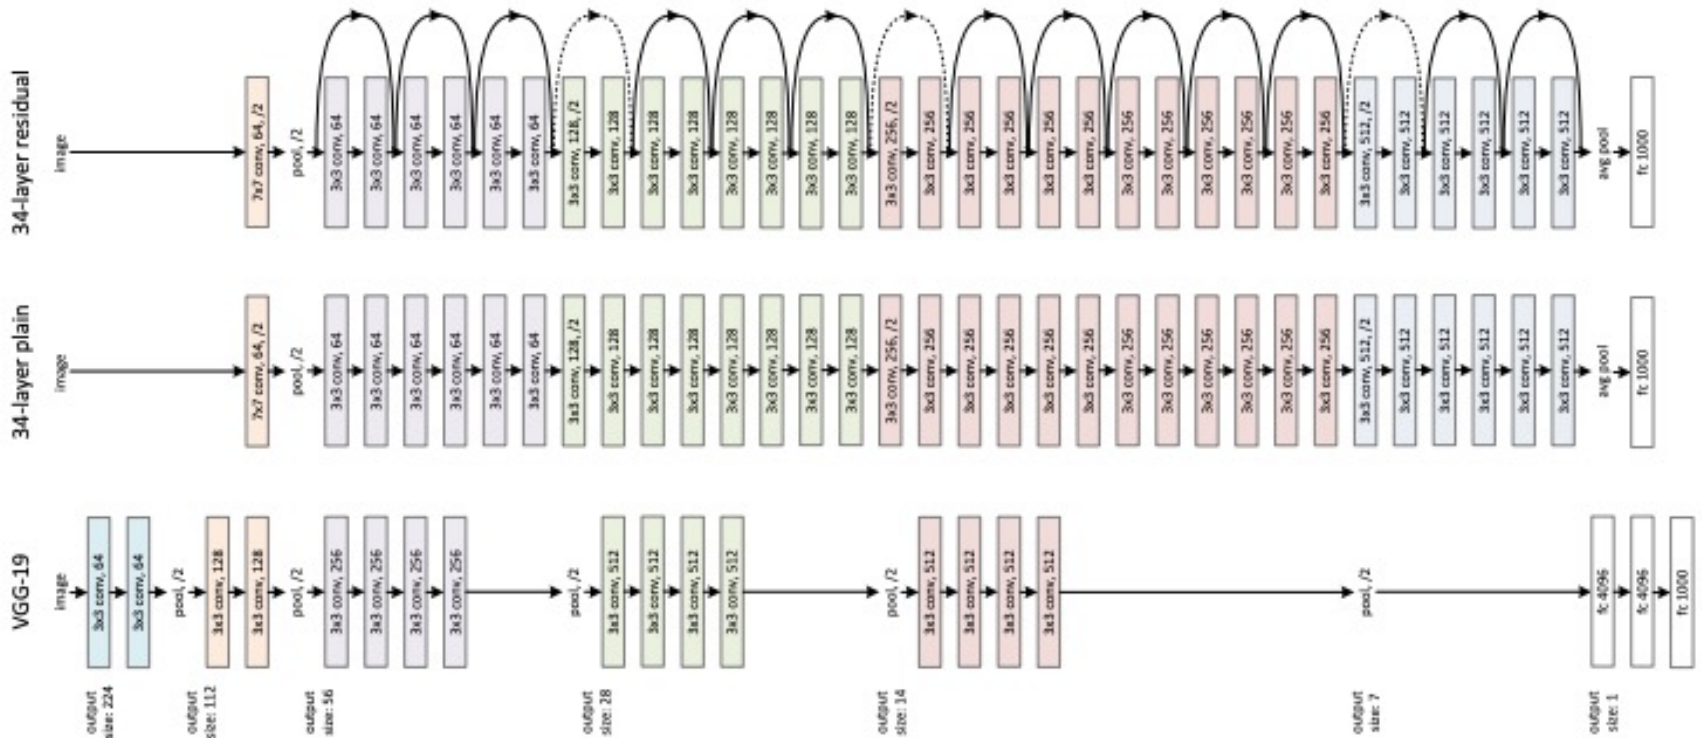 VGG-19
34-layer plain
34-layer residual
output
size: 224
output
size: 112
output
size: 56
output
size: 28
output
size: 14
output
size: 7
output
size: 1
image
3x3 conv, 64
3x3 conv, 64
pool, /2
3x3 conv, 128
3x3 conv, 128
pool, /2
3x3 conv, 256
3x3 conv, 256
3x3 conv, 256
3x3 conv, 256
pool, /2
3x3 conv, 512
3x3 conv, 512
3x3 conv, 512
3x3 conv, 512
pool, /2
3x3 conv, 512
3x3 conv, 512
3x3 conv, 512
3x3 conv, 512
pool, /2
fc 4096
fc 4096
fc 1000
image
7x7 conv, 64, /2
pool, /2
3x3 conv, 64
3x3 conv, 64
3x3 conv, 64
3x3 conv, 64
3x3 conv, 64
3x3 conv, 64
3x3 conv, 128, /2
3x3 conv, 128
3x3 conv, 128
3x3 conv, 128
3x3 conv, 128
3x3 conv, 128
3x3 conv, 128
3x3 conv, 128
3x3 conv, 256, /2
3x3 conv, 256
3x3 conv, 256
3x3 conv, 256
3x3 conv, 256
3x3 conv, 256
3x3 conv, 256
3x3 conv, 256
3x3 conv, 256
3x3 conv, 256
3x3 conv, 256
3x3 conv, 256
3x3 conv, 512, /2
3x3 conv, 512
3x3 conv, 512
3x3 conv, 512
3x3 conv, 512
3x3 conv, 512
avg pool
fc 1000
image
7x7 conv, 64, /2
pool, /2
3x3 conv, 64
3x3 conv, 64
3x3 conv, 64
3x3 conv, 64
3x3 conv, 64
3x3 conv, 64
3x3 conv, 128, /2
3x3 conv, 128
3x3 conv, 128
3x3 conv, 128
3x3 conv, 128
3x3 conv, 128
3x3 conv, 128
3x3 conv, 128
3x3 conv, 256, /2
3x3 conv, 256
3x3 conv, 256
3x3 conv, 256
3x3 conv, 256
3x3 conv, 256
3x3 conv, 256
3x3 conv, 256
3x3 conv, 256
3x3 conv, 256
3x3 conv, 256
3x3 conv, 256
3x3 conv, 512, /2
3x3 conv, 512
3x3 conv, 512
3x3 conv, 512
3x3 conv, 512
3x3 conv, 512
avg pool
fc 1000